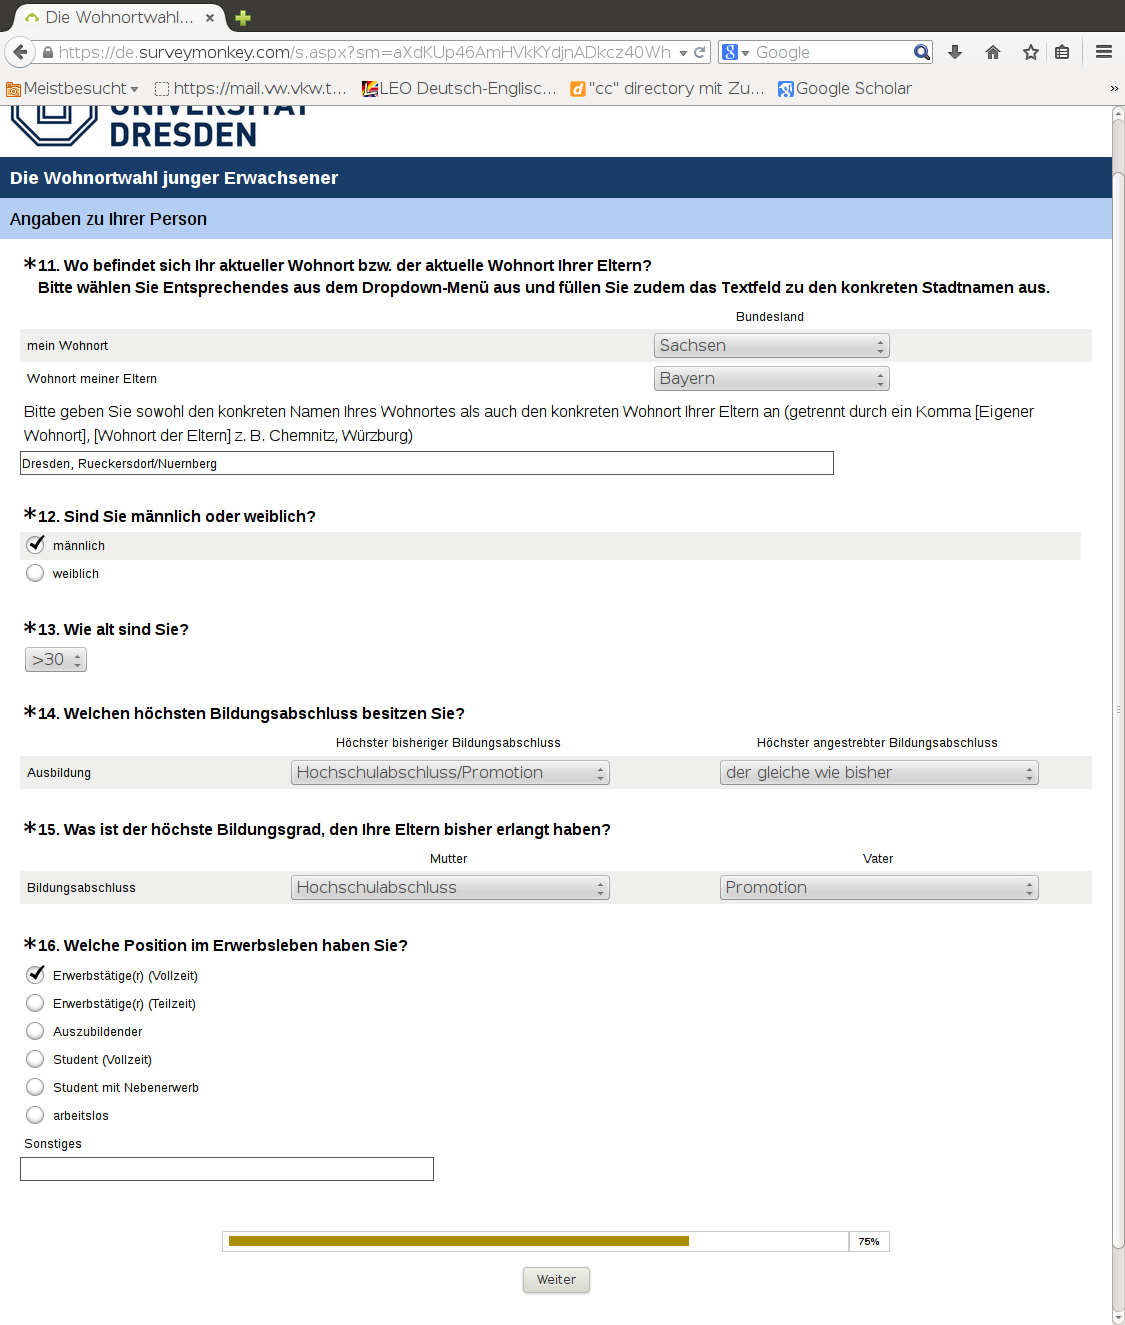 Die Wohnortwahl...
https://de.surveymonkey.com/s.aspx?sm=aXdKUp46AmHVkKYdjnADkcz40Wh
Google
Meistbesucht
https://mail.vw.vkw.t...
LEO Deutsch-Englisc...
"cc" directory mit Zu...
Google Scholar
»
UNIVERSITÄT
DRESDEN
Die Wohnortwahl junger Erwachsener
Angaben zu Ihrer Person
*11. Wo befindet sich Ihr aktueller Wohnort bzw. der aktuelle Wohnort Ihrer Eltern?
Bitte wählen Sie Entsprechendes aus dem Dropdown-Menü aus und füllen Sie zudem das Textfeld zu den konkreten Stadtnamen aus.
Bundesland
mein Wohnort Sachsen
Wohnort meiner Eltern Bayern
Bitte geben Sie sowohl den konkreten Namen Ihres Wohnortes als auch den konkreten Wohnort Ihrer Eltern an (getrennt durch ein Komma [Eigener
Wohnort], [Wohnort der Eltern] z. B. Chemnitz, Würzburg)
Dresden, Rueckersdorf/Nuernberg
*12. Sind Sie männlich oder weiblich?
männlich
weiblich
*13. Wie alt sind Sie?
>30
*14. Welchen höchsten Bildungsabschluss besitzen Sie?
Höchster bisheriger Bildungsabschluss Höchster angestrebter Bildungsabschluss
Ausbildung Hochschulabschluss/Promotion der gleiche wie bisher
*15. Was ist der höchste Bildungsgrad, den Ihre Eltern bisher erlangt haben?
Mutter Vater
Bildungsabschluss Hochschulabschluss Promotion
*16. Welche Position im Erwerbsleben haben Sie?
Erwerbstätige(r) (Vollzeit)
Erwerbstätige(r) (Teilzeit)
Auszubildender
Student (Vollzeit)
Student mit Nebenerwerb
arbeitslos
Sonstiges
75%
Weiter